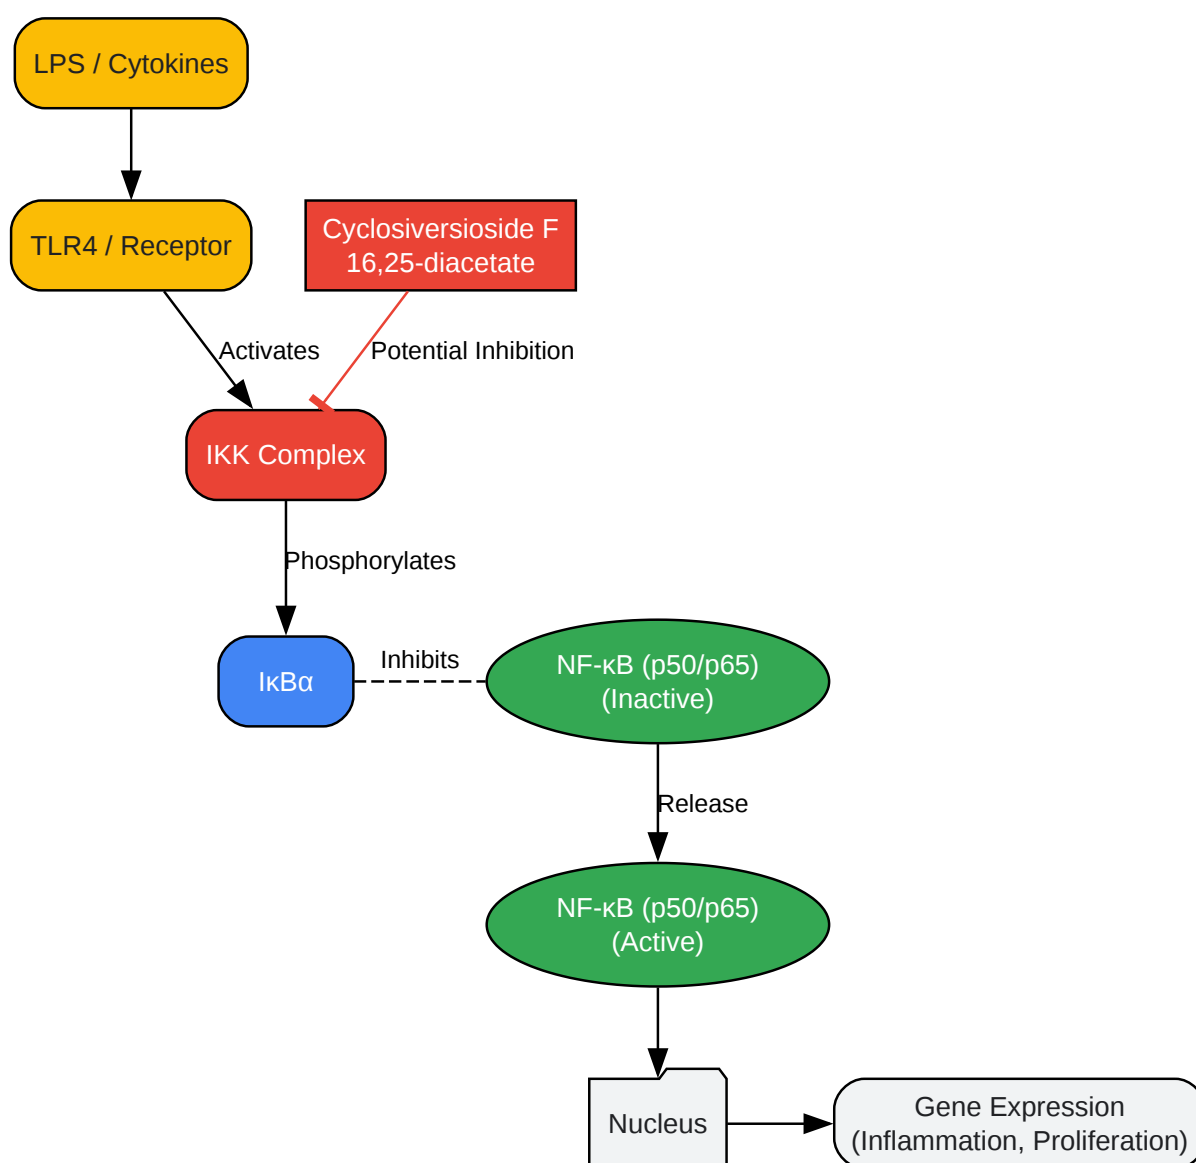 LPS / Cytokines
TLR4 / Receptor
Cyclosiversioside F
16,25-diacetate
Activates
Potential Inhibition
IKK Complex
Phosphorylates
IκBα
Inhibits
NF-κB (p50/p65)
(Inactive)
Release
NF-κB (p50/p65)
(Active)
Nucleus
Gene Expression
(Inflammation, Proliferation)